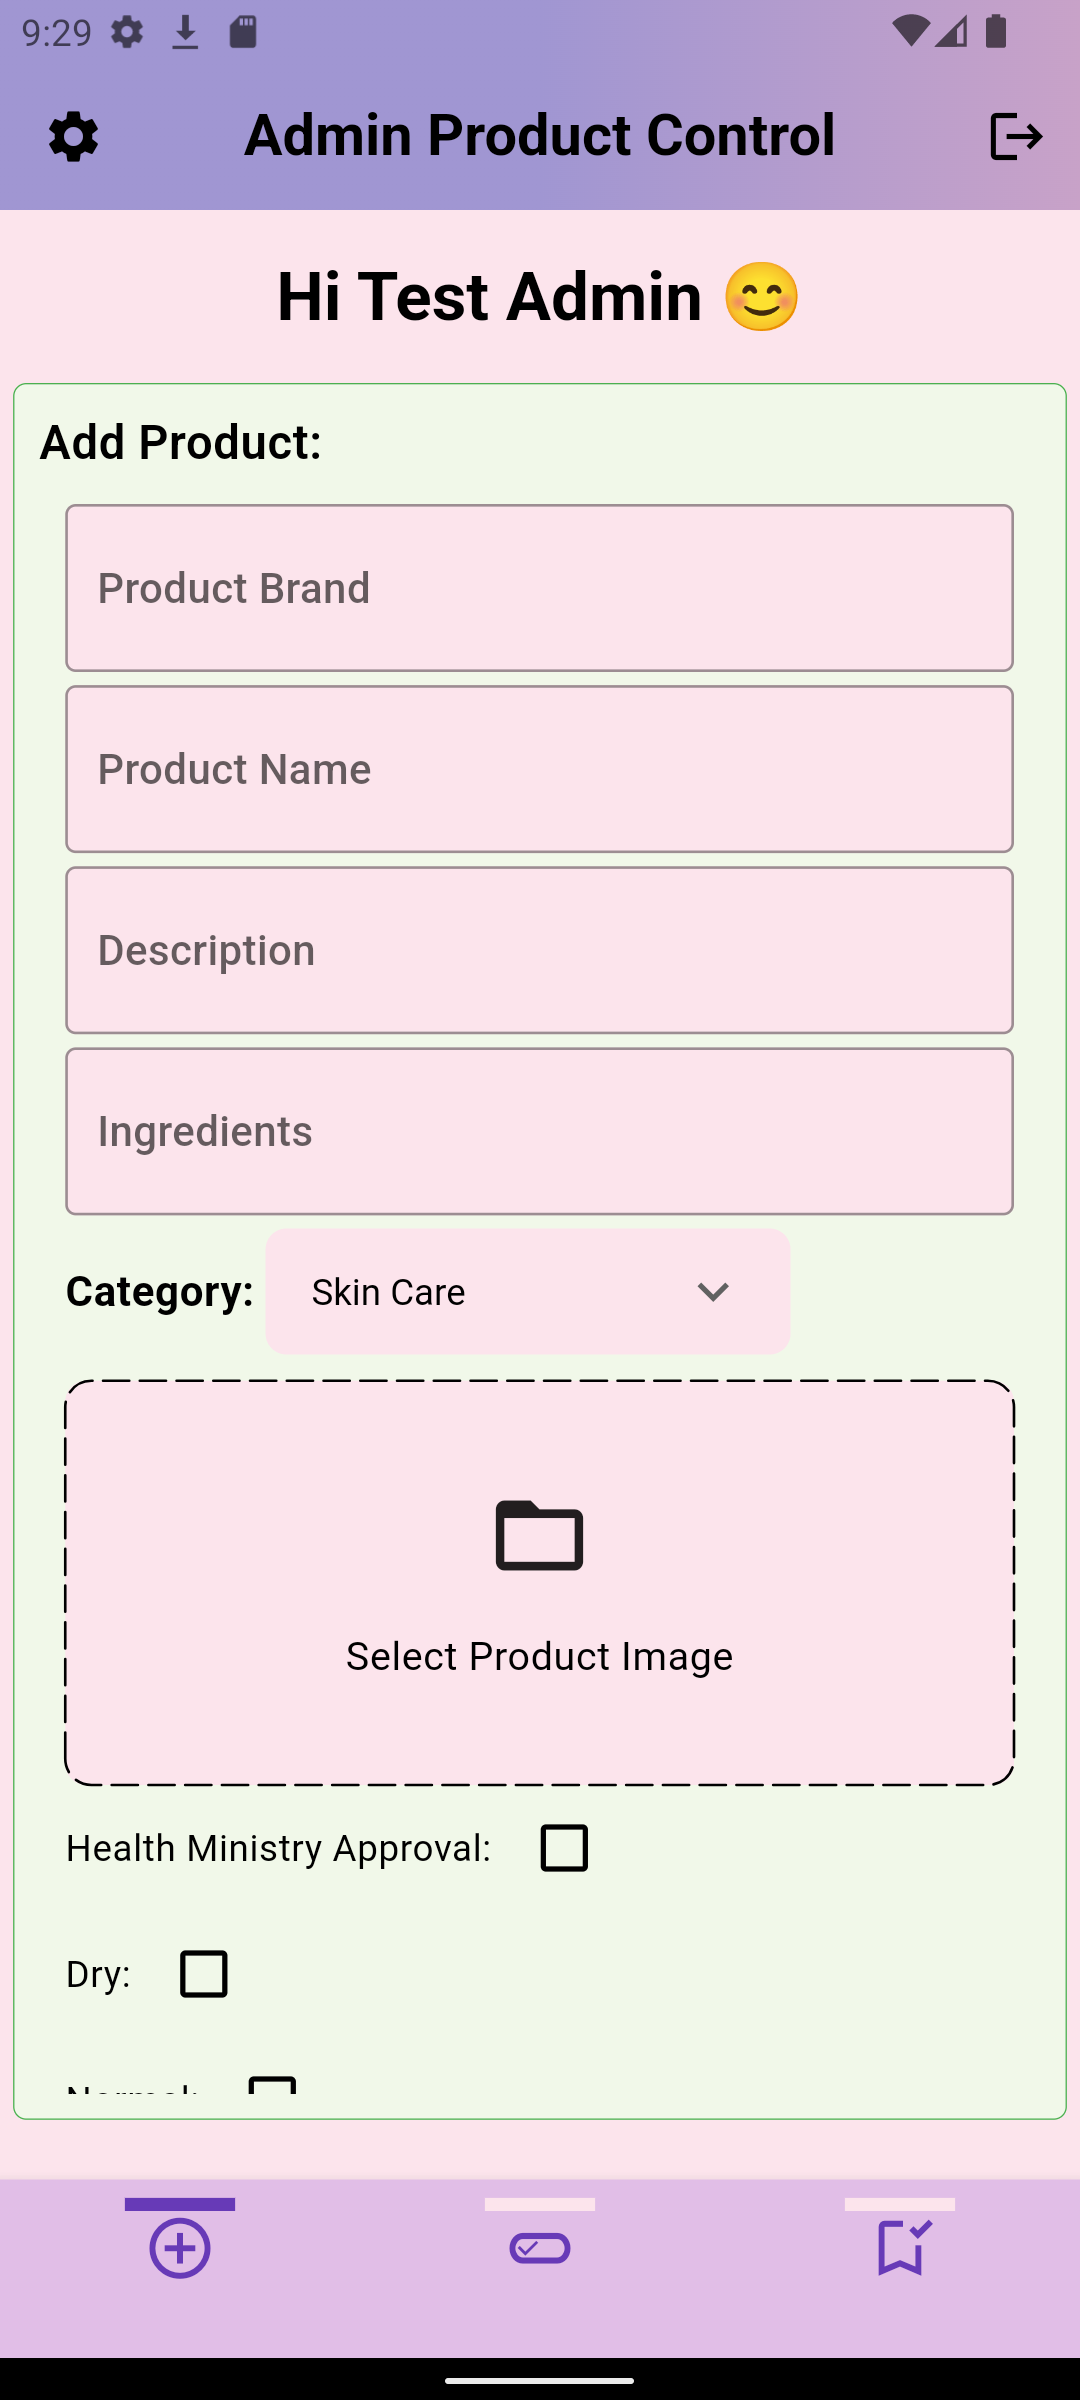 9:29
Admin Product Control
Hi Test Admin 😊
Add Product:
Product Brand
Product Name
Description
Ingredients
Category: Skin Care
Select Product Image
Health Ministry Approval:
Dry:
Normal: